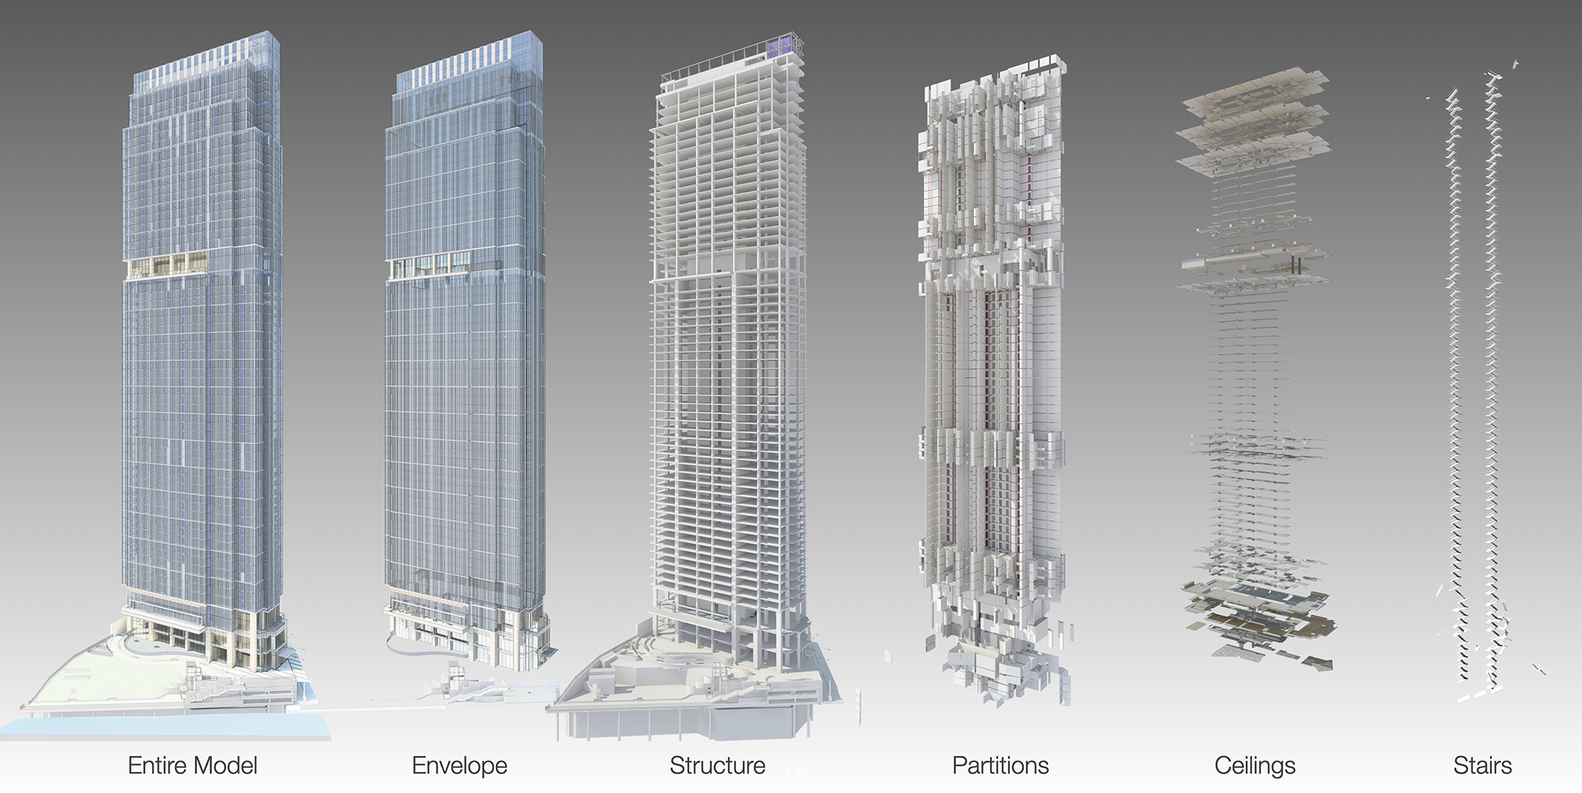 Entire Model
Envelope
Structure
Partitions
Ceilings
Stairs